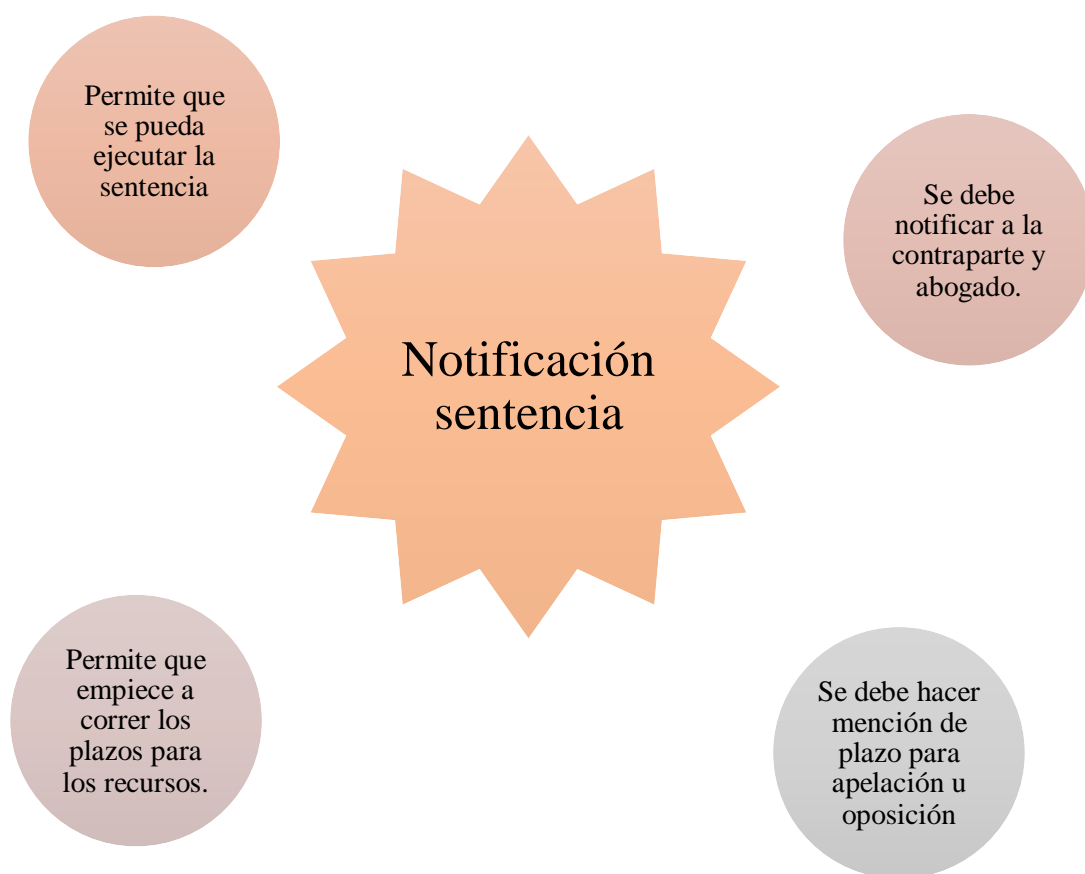 Permite que
se pueda
ejecutar la
sentencia
Se debe
notificar a la
contraparte y
abogado.
Notificación
sentencia
Permite que
empiece a
correr los
plazos para
los recursos.
Se debe hacer
mención de
plazo para
apelación u
oposición